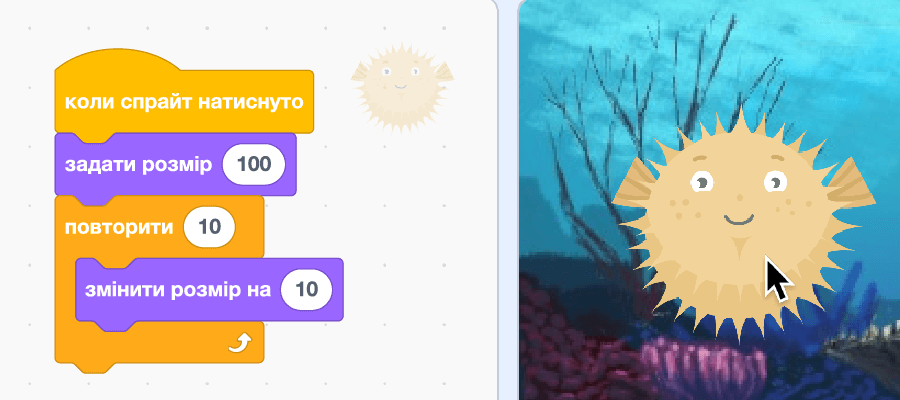 коли спрайт натиснуто
задати розмір 100
повторити 10
змінити розмір на 10